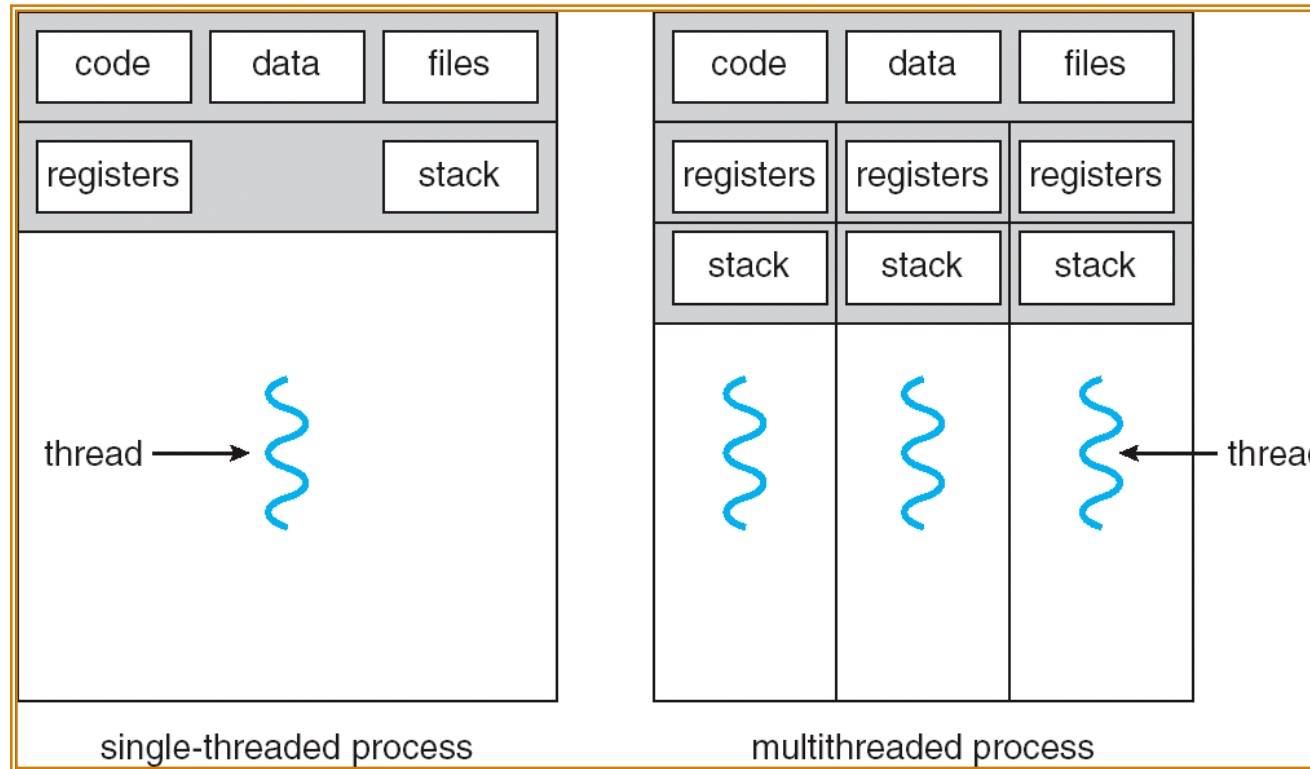 code data files
registers stack
thread
single-threaded process
code data files
registers registers registers
stack stack stack
threa
multithreaded process